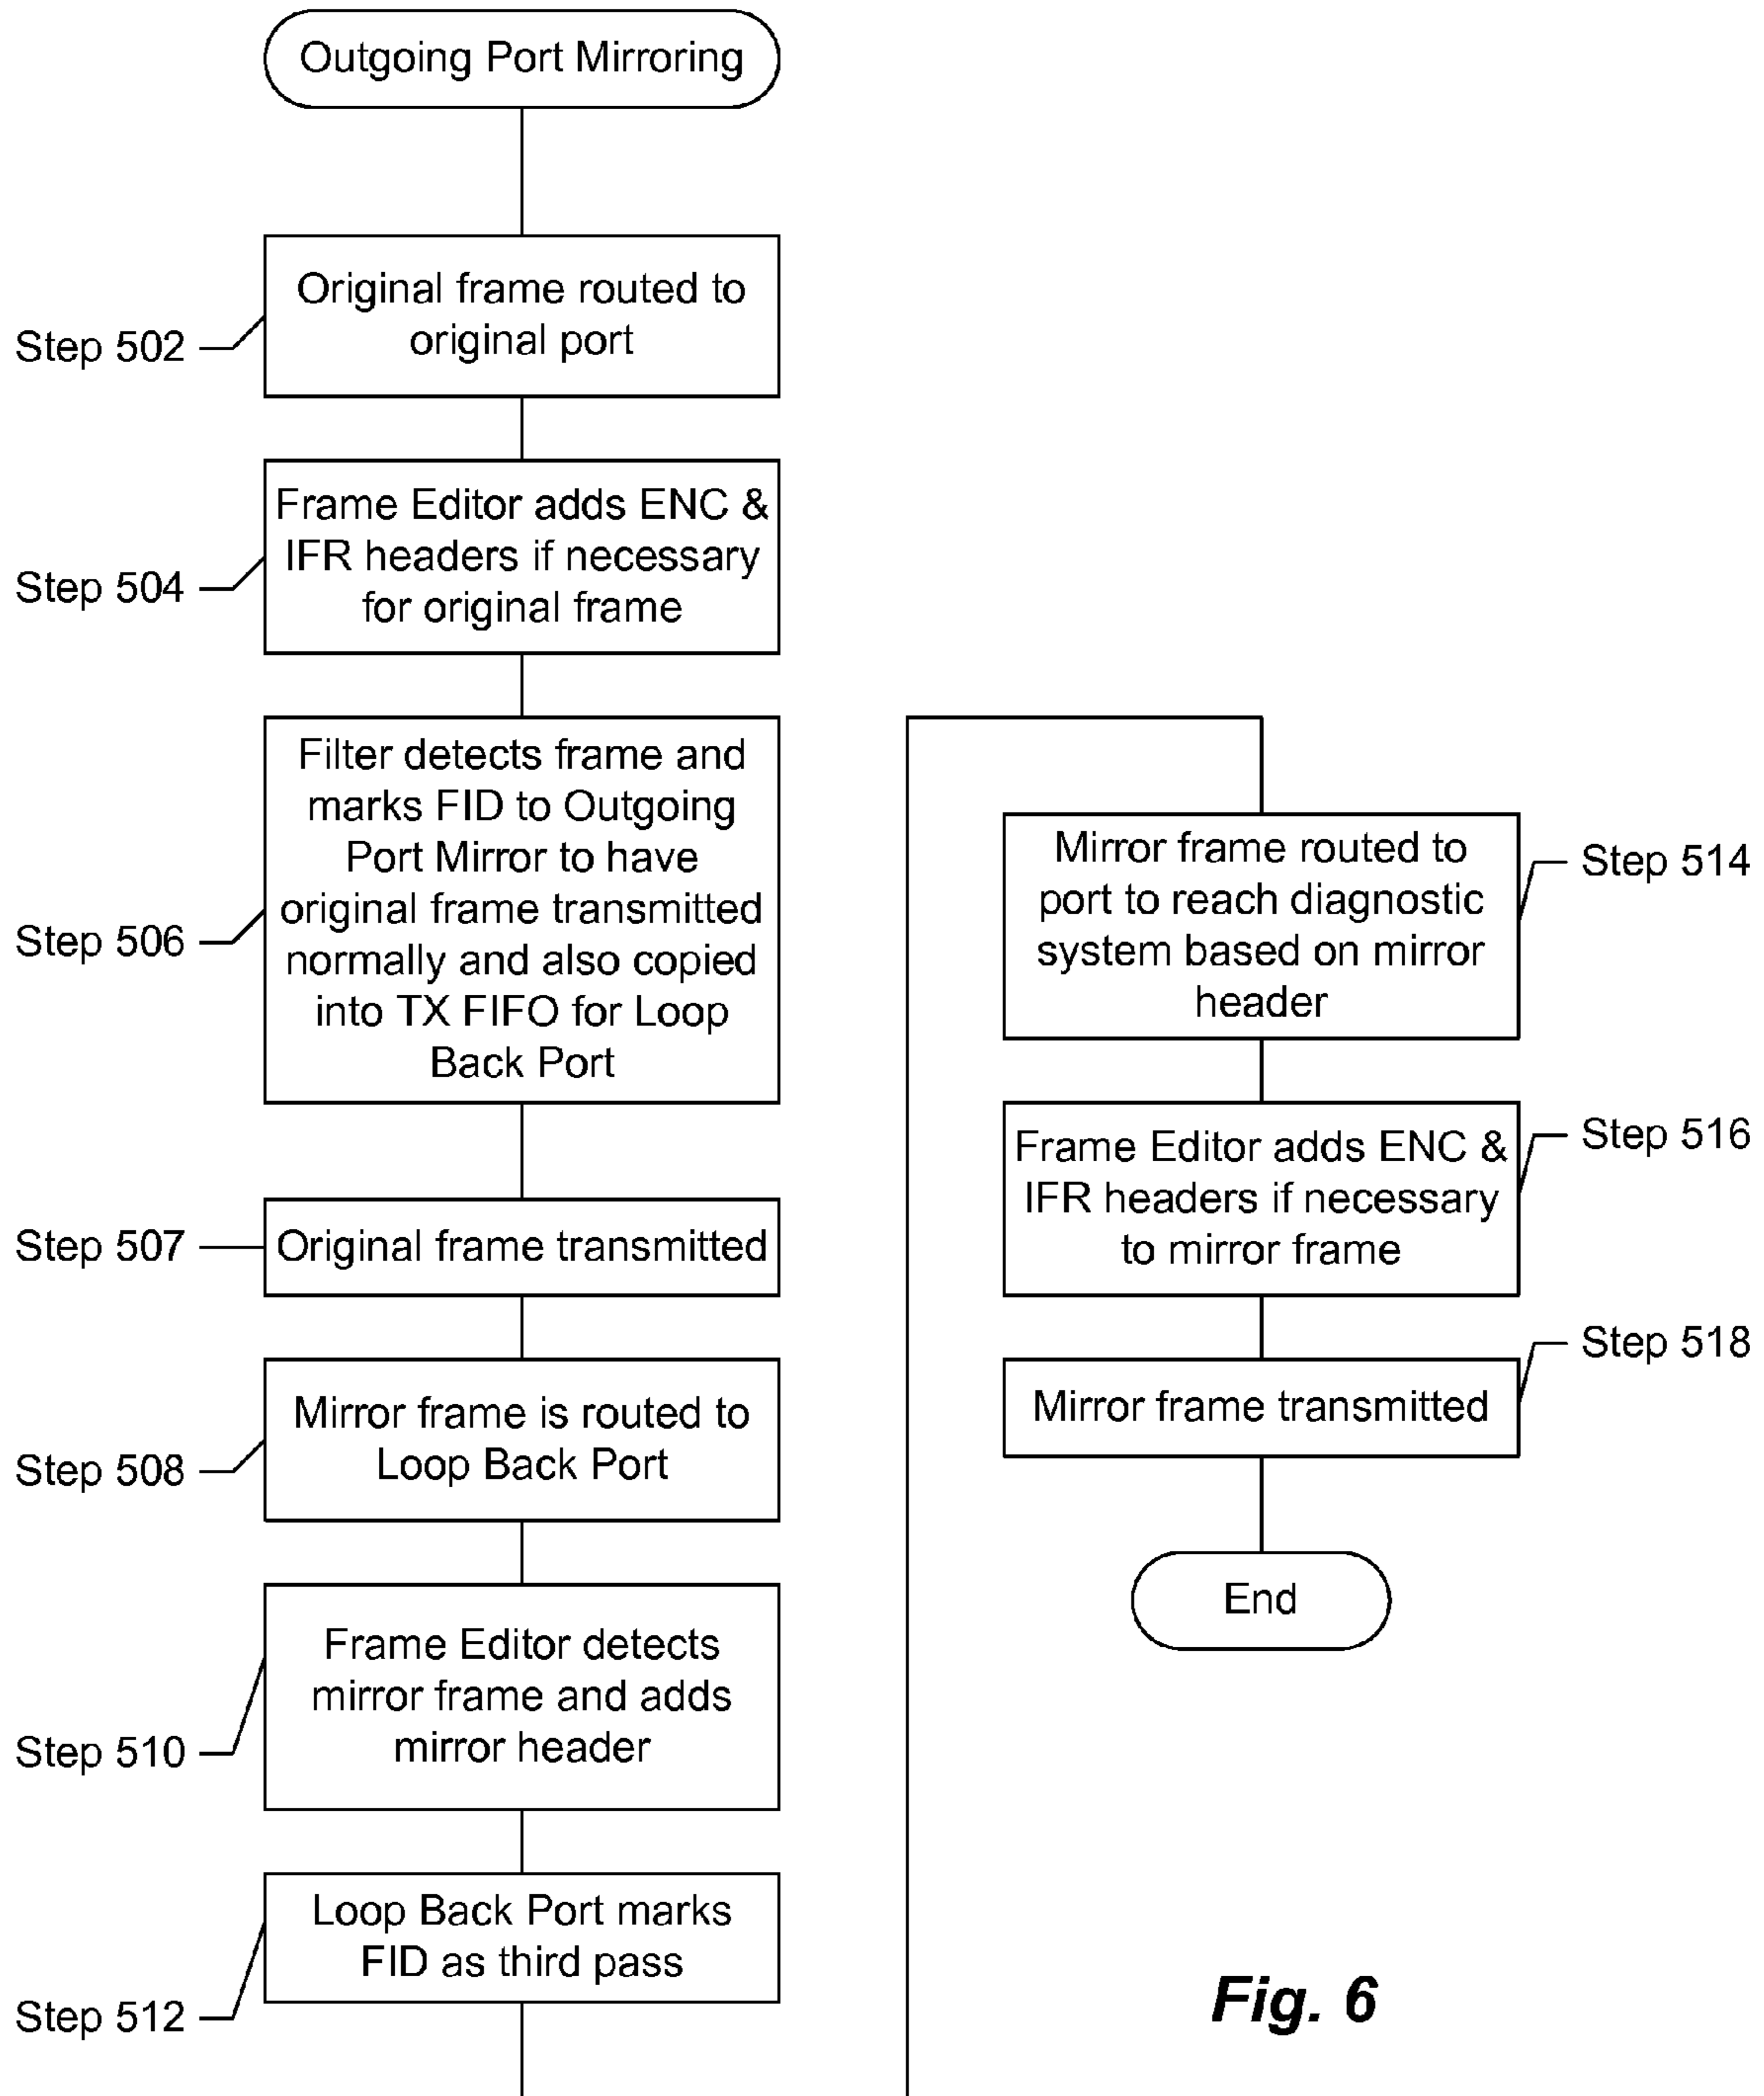 Outgoing Port Mirroring
Step 502
Original frame routed to
original port
Step 504
Frame Editor adds ENC &
IFR headers if necessary
for original frame
Step 506
Filter detects frame and
marks FID to Outgoing
Port Mirror to have
original frame transmitted
normally and also copied
into TX FIFO for Loop
Back Port
Step 507
Original frame transmitted
Step 508
Mirror frame is routed to
Loop Back Port
Step 510
Frame Editor detects
mirror frame and adds
mirror header
Step 512
Loop Back Port marks
FID as third pass
Mirror frame routed to
port to reach diagnostic
system based on mirror
header
Step 514
Frame Editor adds ENC &
IFR headers if necessary
to mirror frame
Step 516
Mirror frame transmitted
Step 518
End
Fig. 6